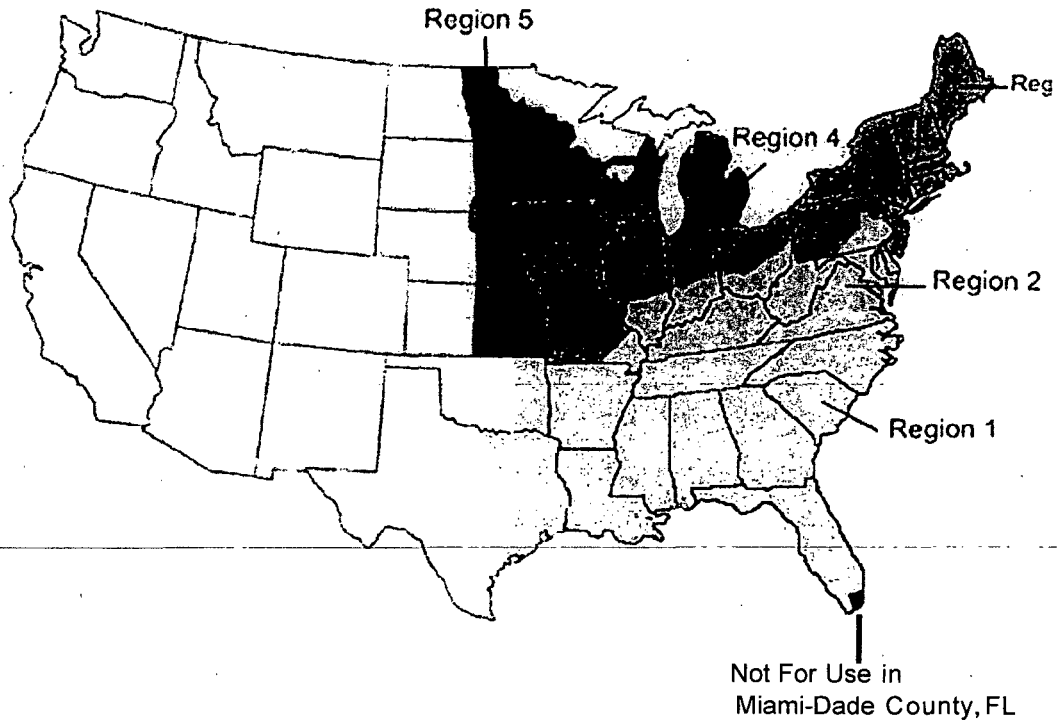 Region 5
Reg
Region 4
Region 2
Region 1
Not For Use in
Miami-Dade County, FL